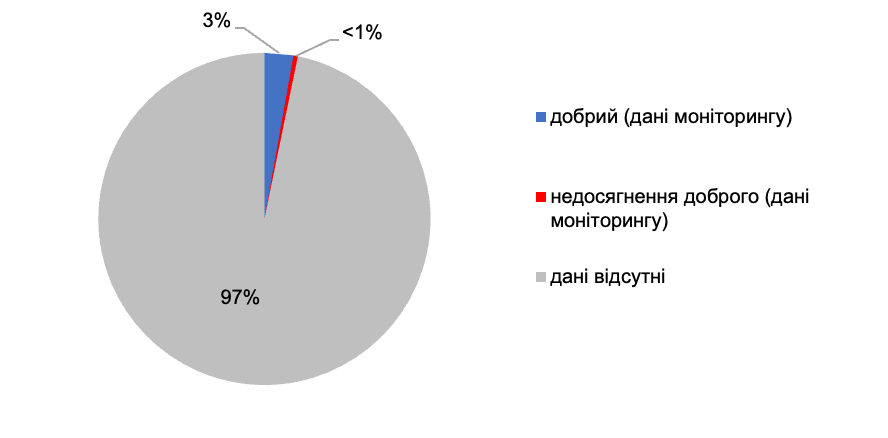 3%
<1%
97%
добрий (дані моніторингу)
недосягнення доброго (дані
моніторингу)
дані відсутні